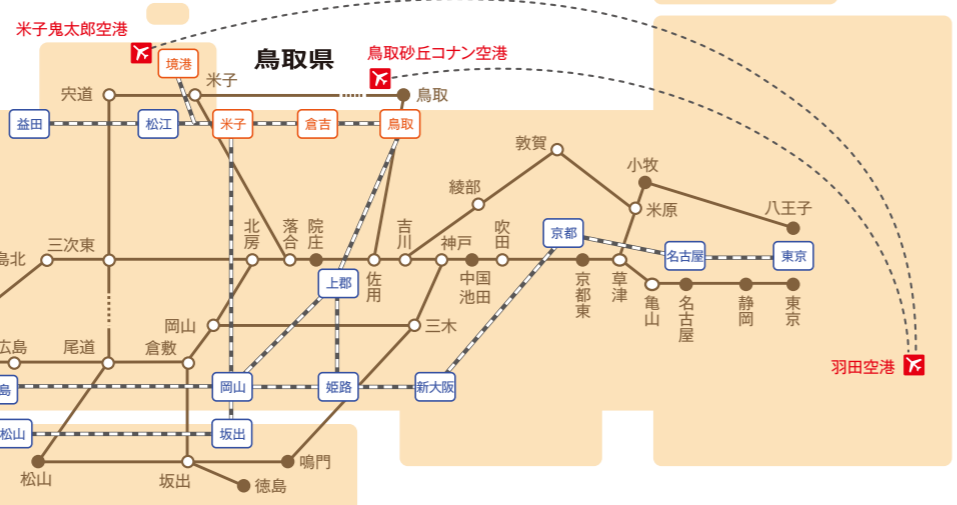 米子鬼太郎空港
鳥取県
鳥取砂丘コナン空港
境港
米子
宍道
鳥取
益田
松江
米子
倉吉
鳥取
敦賀
小牧
綾部
米原
八王子
北房
落合
院庄
吉川
神戸
吹田
京都
三次東
島北
名古屋
東京
上郡
佐用
中国
池田
京都東
草津
亀山
名古屋
静岡
東京
岡山
三木
広島
尾道
倉敷
羽田空港
島
岡山
姫路
新大阪
松山
坂出
松山
坂出
鳴門
徳島